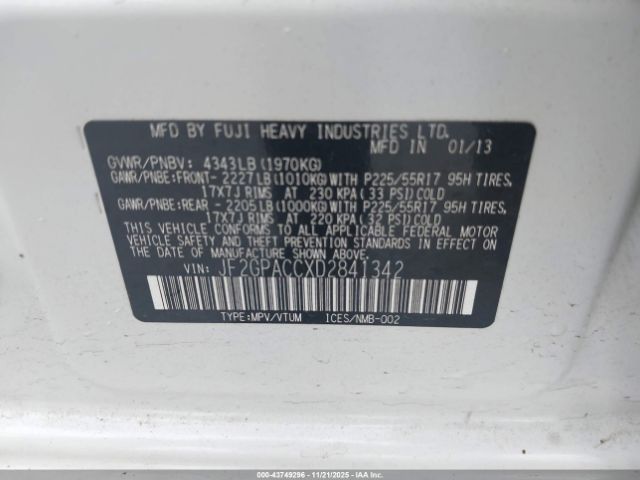 MFD BY FUJI HEAVY INDUSTRIES LTD.
MFD IN 01/13
GVWR/PNBV: 4343LB (1970KG)
GAWR/PNBE:FRONT- 2227LB (1010KG) WITH P225/55R17 95H TIRES,
17X7J RIMS AT 230 KPA (33 PSI) COLD
GAWR/PNBE:REAR - 2205LB (1000KG) WITH P225/55R17 95H TIRES,
17X7J RIMS AT 220 KPA (32 PSI) COLD
THIS VEHICLE CONFORMS TO ALL APPLICABLE FEDERAL MOTOR
VEHICLE SAFETY AND THEFT PREVENTION STANDARDS IN EFFECT ON
THE DATE OF MANUFACTURE SHOWN ABOVE.
VIN: JF2GPACCXD2841342
TYPE:MPV/VTUM ICES/NMB-002
000-43749296 - 11/21/2025 - IAAI.COM